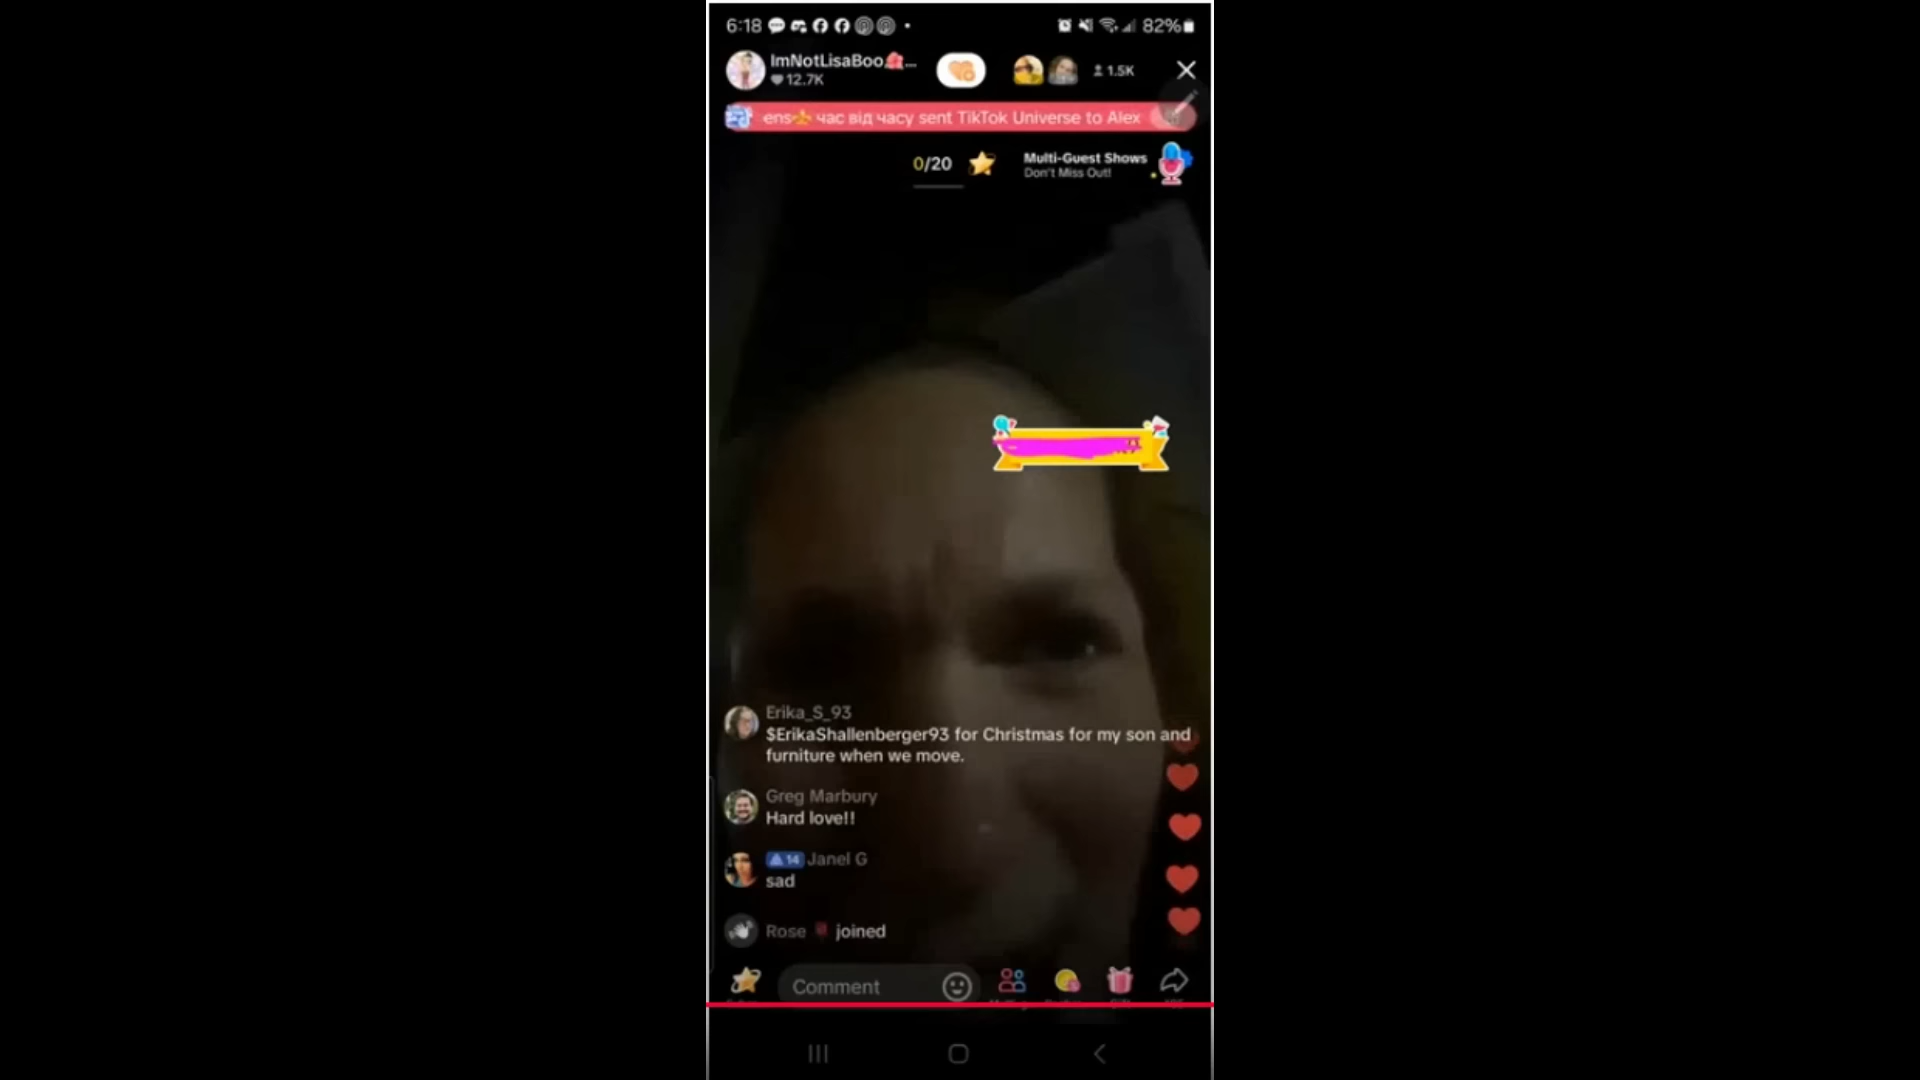 6:18
82%
ImNotLisaBoo...
12.7K
1.5K
ens час від часу sent TikTok Universe to Alex
0/20
Multi-Guest Shows
Don't Miss Out!
Erika_S_93
$ErikaShallenberger93 for Christmas for my son and
furniture when we move.
Greg Marbury
Hard love!!
14 Janel G
sad
Rose joined
Comment